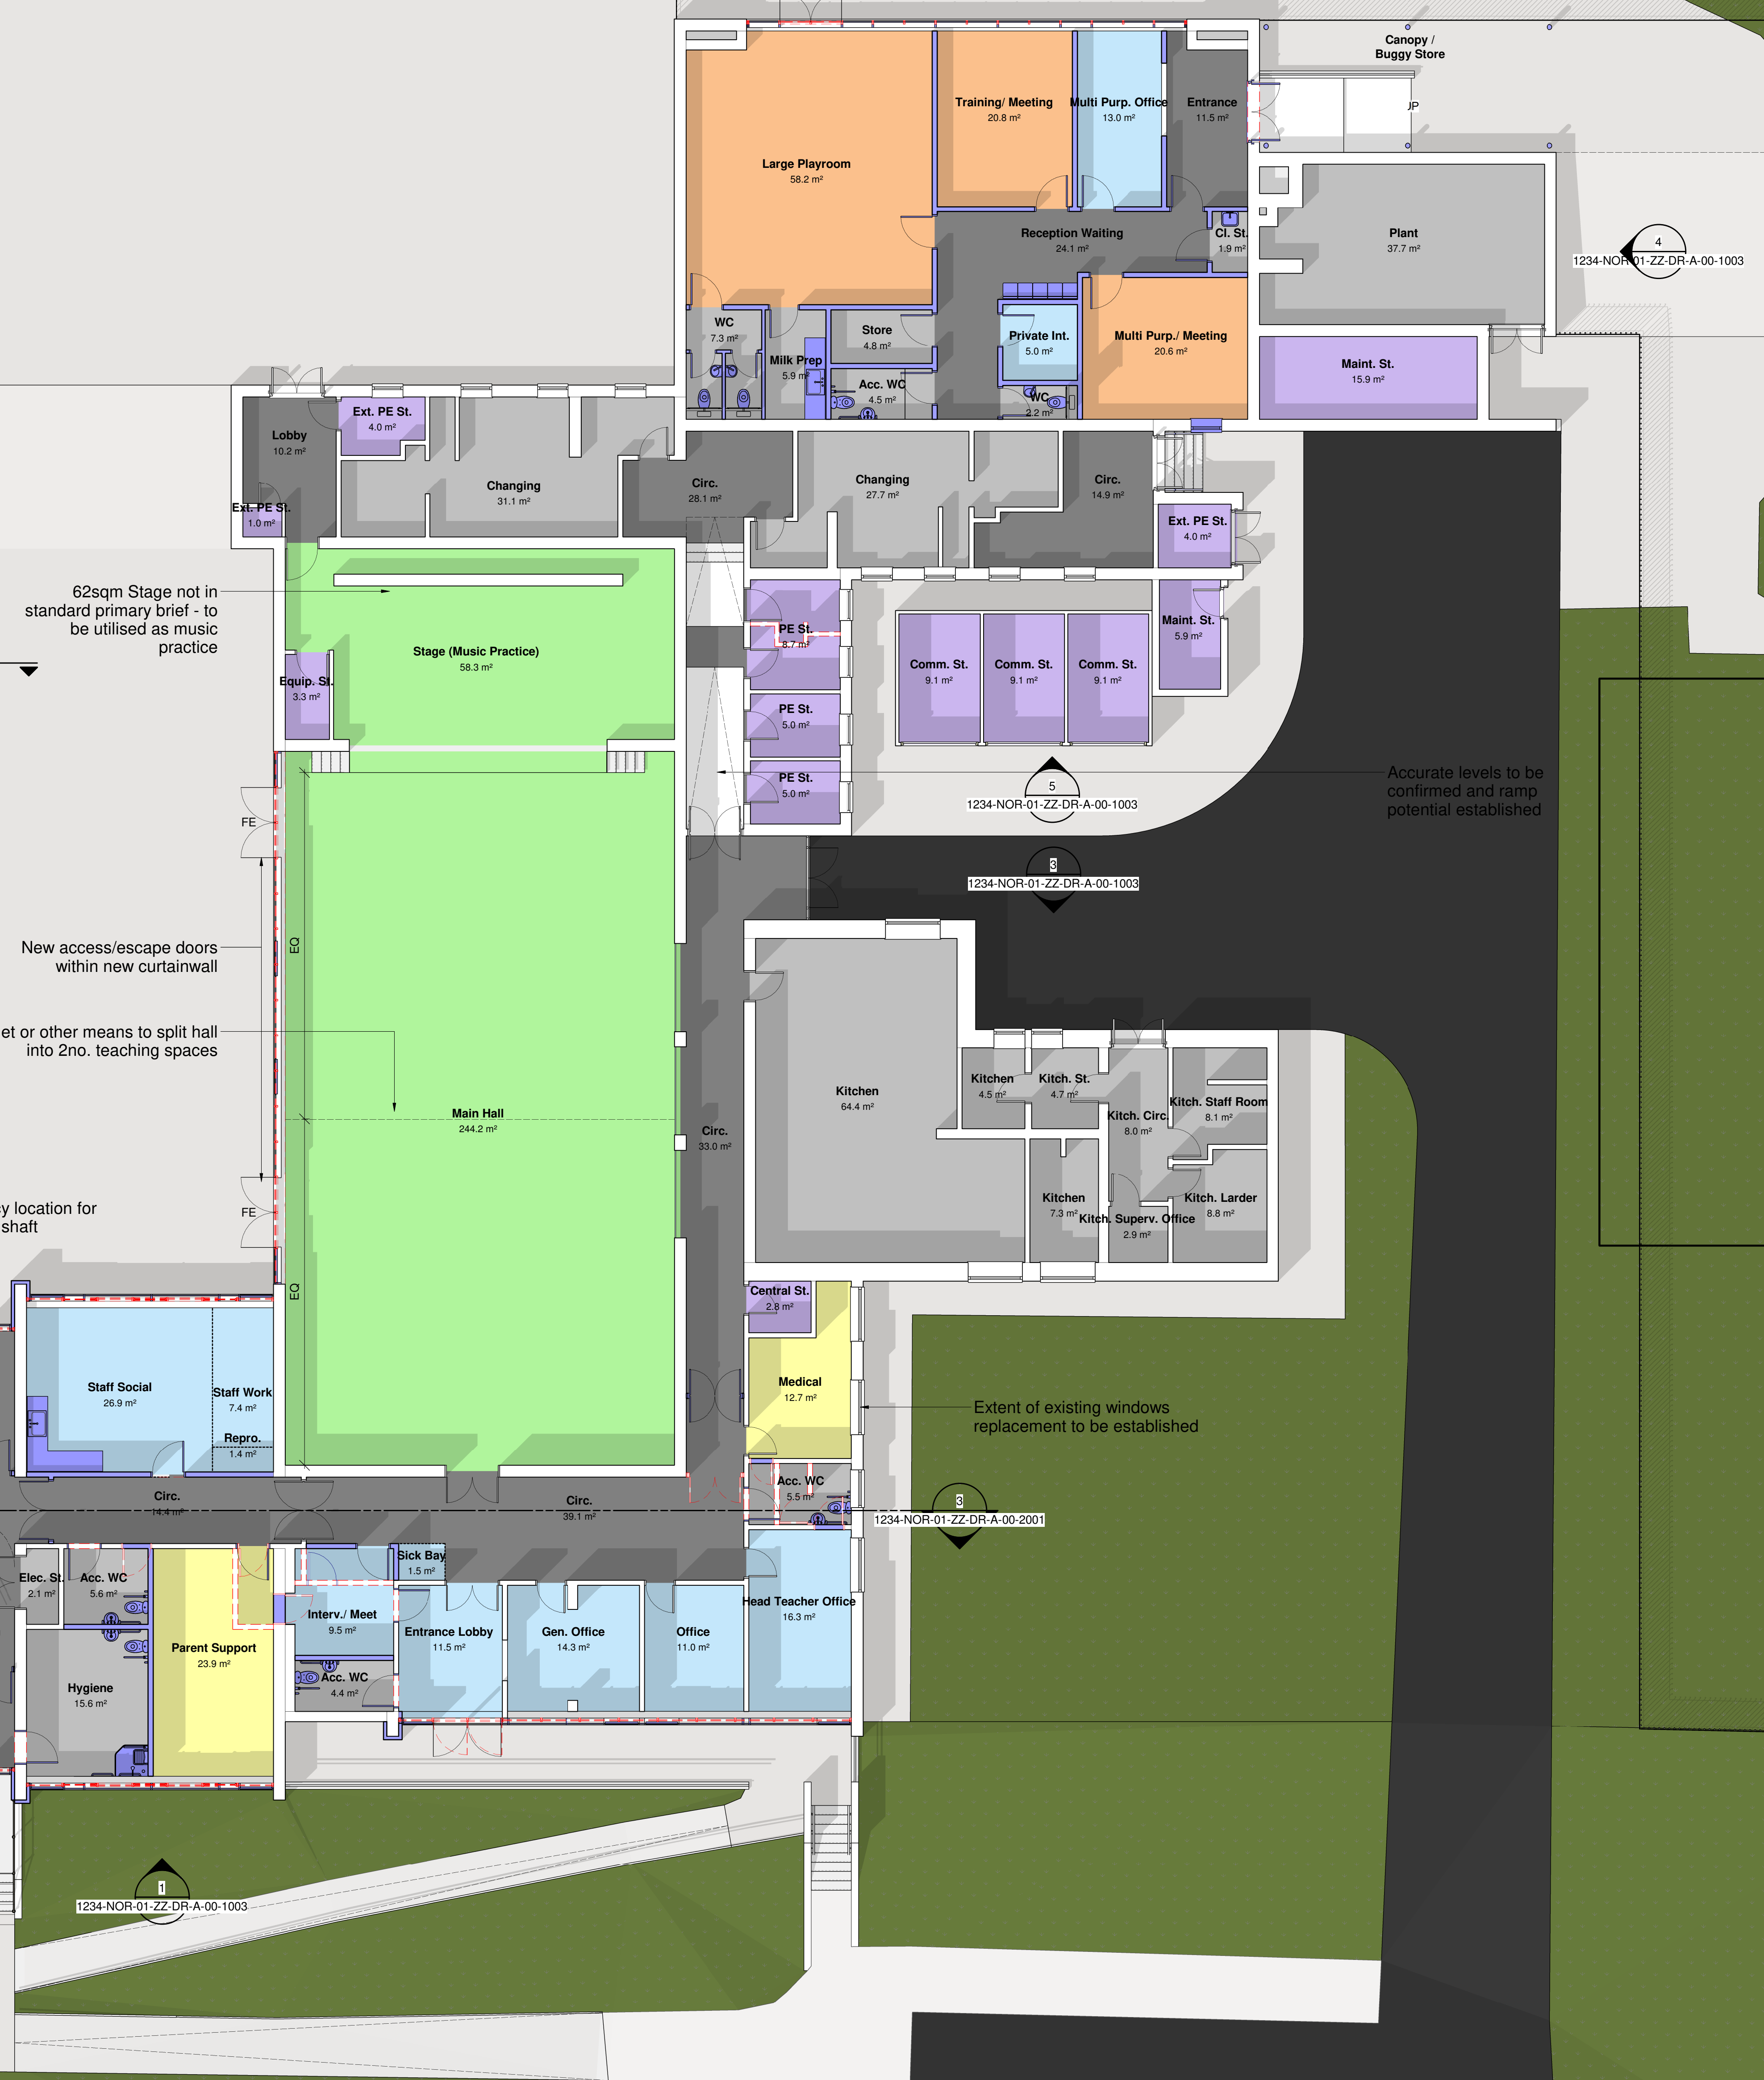 Canopy /
Buggy Store
Training/ Meeting
20.8 m²
Multi Purp. Office
13.0 m²
Entrance
11.5 m²
Large Playroom
58.2 m²
Reception Waiting
24.1 m²
Cl. St.
1.9 m²
Plant
37.7 m²
4
1234-NOR-01-ZZ-DR-A-00-1003
WC
7.3 m²
Store
4.8 m²
Private Int.
5.0 m²
Multi Purp./ Meeting
20.6 m²
Milk Prep
5.9 m²
Acc. WC
4.5 m²
WC
2.2 m²
Maint. St.
15.9 m²
Ext. PE St.
4.0 m²
Lobby
10.2 m²
Ext. PE St.
1.0 m²
Changing
31.1 m²
Circ.
28.1 m²
Changing
27.7 m²
Circ.
14.9 m²
Ext. PE St.
4.0 m²
62sqm Stage not in
standard primary brief - to
be utilised as music
practice
Stage (Music Practice)
58.3 m²
Equip. St.
3.3 m²
PE St.
8.7 m²
PE St.
5.0 m²
PE St.
5.0 m²
Comm. St.
9.1 m²
Comm. St.
9.1 m²
Comm. St.
9.1 m²
Maint. St.
5.9 m²
5
1234-NOR-01-ZZ-DR-A-00-1003
Accurate levels to be
confirmed and ramp
potential established
FE
3
1234-NOR-01-ZZ-DR-A-00-1003
New access/escape doors
within new curtainwall
EQ
et or other means to split hall
into 2no. teaching spaces
Main Hall
244.2 m²
Circ.
33.0 m²
Kitchen
64.4 m²
Kitchen
4.5 m²
Kitch. St.
4.7 m²
Kitch. Circ.
8.0 m²
Kitch. Staff Room
8.1 m²
Kitchen
7.3 m²
Kitch. Superv. Office
2.9 m²
Kitch. Larder
8.8 m²
location for
shaft
FE
EQ
Central St.
2.8 m²
Medical
12.7 m²
Extent of existing windows
replacement to be established
Staff Social
26.9 m²
Staff Work
7.4 m²
Repro.
1.4 m²
Circ.
14.4 m²
Circ.
39.1 m²
Acc. WC
5.5 m²
3
1234-NOR-01-ZZ-DR-A-00-2001
Elec. St.
2.1 m²
Acc. WC
5.6 m²
Sick Bay
1.5 m²
Interv./ Meet
9.5 m²
Entrance Lobby
11.5 m²
Gen. Office
14.3 m²
Office
11.0 m²
Head Teacher Office
16.3 m²
Parent Support
23.9 m²
Acc. WC
4.4 m²
Hygiene
15.6 m²
1
1234-NOR-01-ZZ-DR-A-00-1003